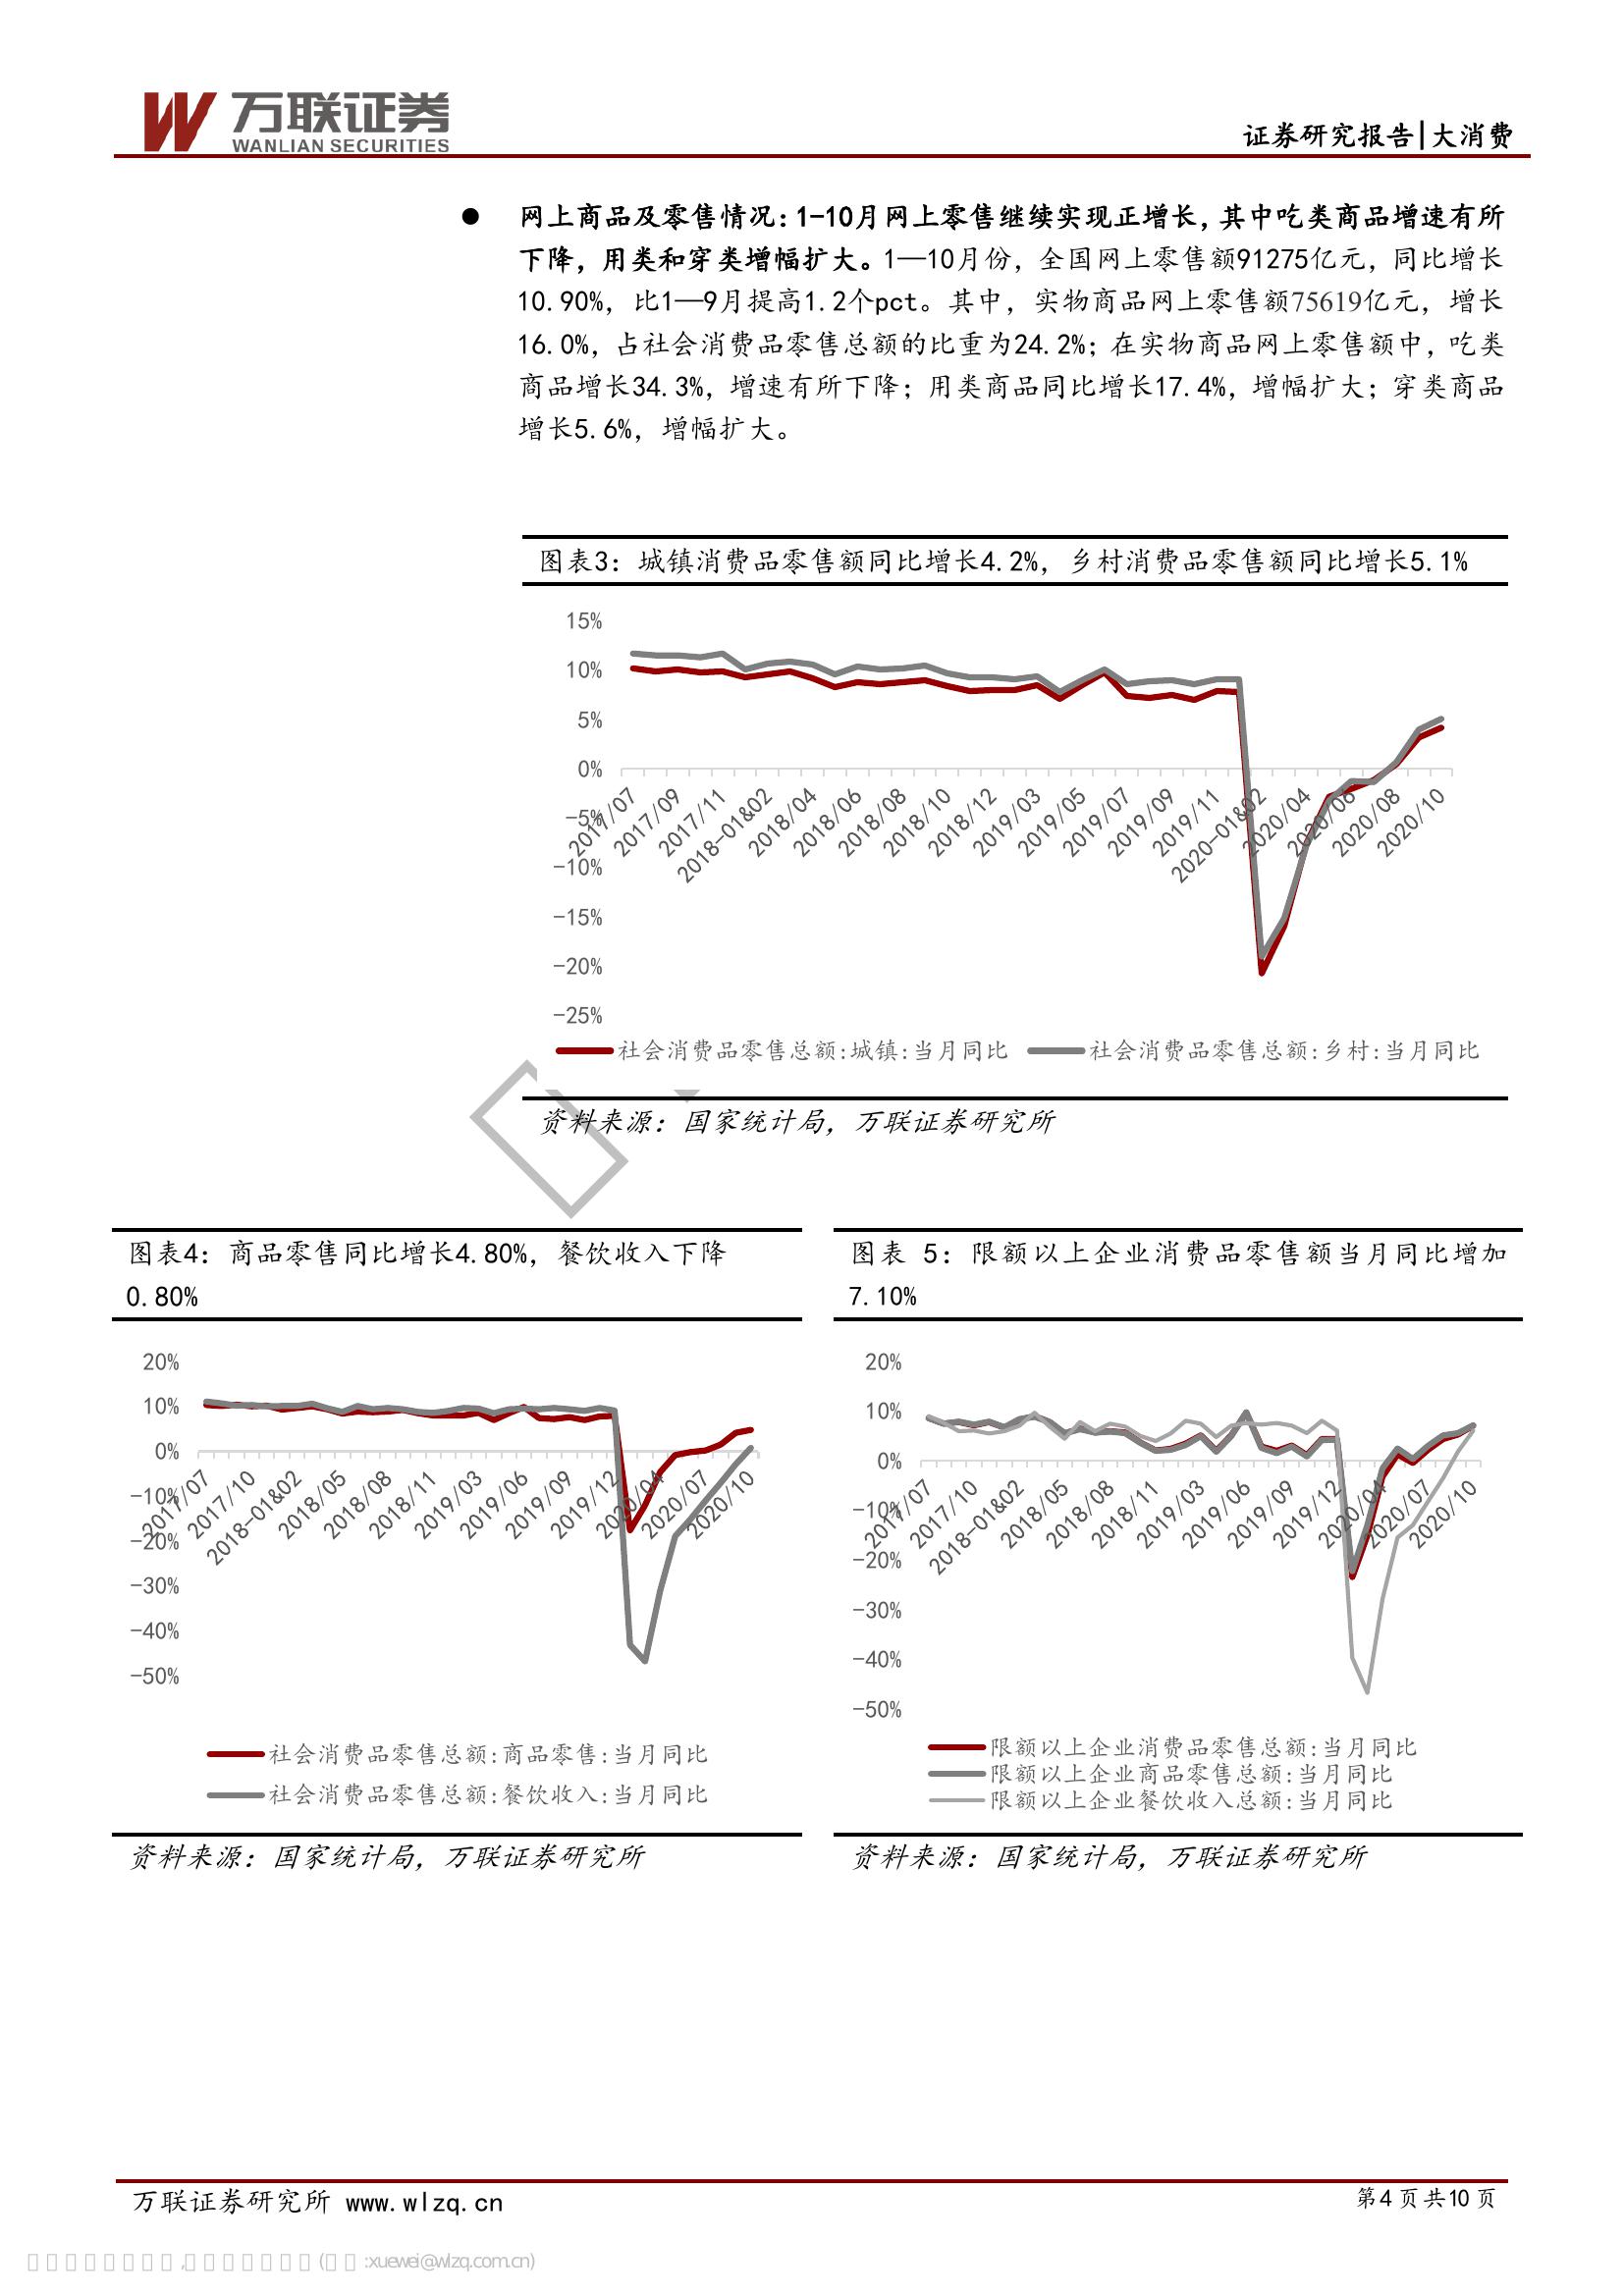 万联证券
WANLIAN SECURITIES
证券研究报告|大消费
● 网上商品及零售情况：1-10月网上零售继续实现正增长，其中吃类商品增速有所
下降，用类和穿类增幅扩大。1—10月份，全国网上零售额91275亿元，同比增长
10.90%，比1—9月提高1.2个pct。其中，实物商品网上零售额75619亿元，增长
16.0%，占社会消费品零售总额的比重为24.2%；在实物商品网上零售额中，吃类
商品增长34.3%，增速有所下降；用类商品同比增长17.4%，增幅扩大；穿类商品
增长5.6%，增幅扩大。
图表3：城镇消费品零售额同比增长4.2%，乡村消费品零售额同比增长5.1%
15%
10%
5%
0%
-5%
-10%
-15%
-20%
-25%
2017/07
2017/09
2017/11
2018-01&02
2018/04
2018/06
2018/08
2018/10
2018/12
2019/03
2019/05
2019/07
2019/09
2019/11
2020-01&02
2020/04
2020/06
2020/08
2020/10
社会消费品零售总额:城镇:当月同比
社会消费品零售总额:乡村:当月同比
资料来源：国家统计局，万联证券研究所
图表4：商品零售同比增长4.80%，餐饮收入下降
0.80%
20%
10%
0%
-10%
-20%
-30%
-40%
-50%
2017/07
2017/10
2018-01&02
2018/05
2018/08
2018/11
2019/03
2019/06
2019/09
2019/12
2020/04
2020/07
2020/10
社会消费品零售总额:商品零售:当月同比
社会消费品零售总额:餐饮收入:当月同比
资料来源：国家统计局，万联证券研究所
图表 5：限额以上企业消费品零售额当月同比增加
7.10%
20%
10%
0%
-10%
-20%
-30%
-40%
-50%
2017/07
2017/10
2018-01&02
2018/05
2018/08
2018/11
2019/03
2019/06
2019/09
2019/12
2020/04
2020/07
2020/10
限额以上企业消费品零售总额:当月同比
限额以上企业商品零售总额:当月同比
限额以上企业餐饮收入总额:当月同比
资料来源：国家统计局，万联证券研究所
万联证券研究所 www.wlzq.cn
第4页共10页
:xuewei@wlzq.com.cn)